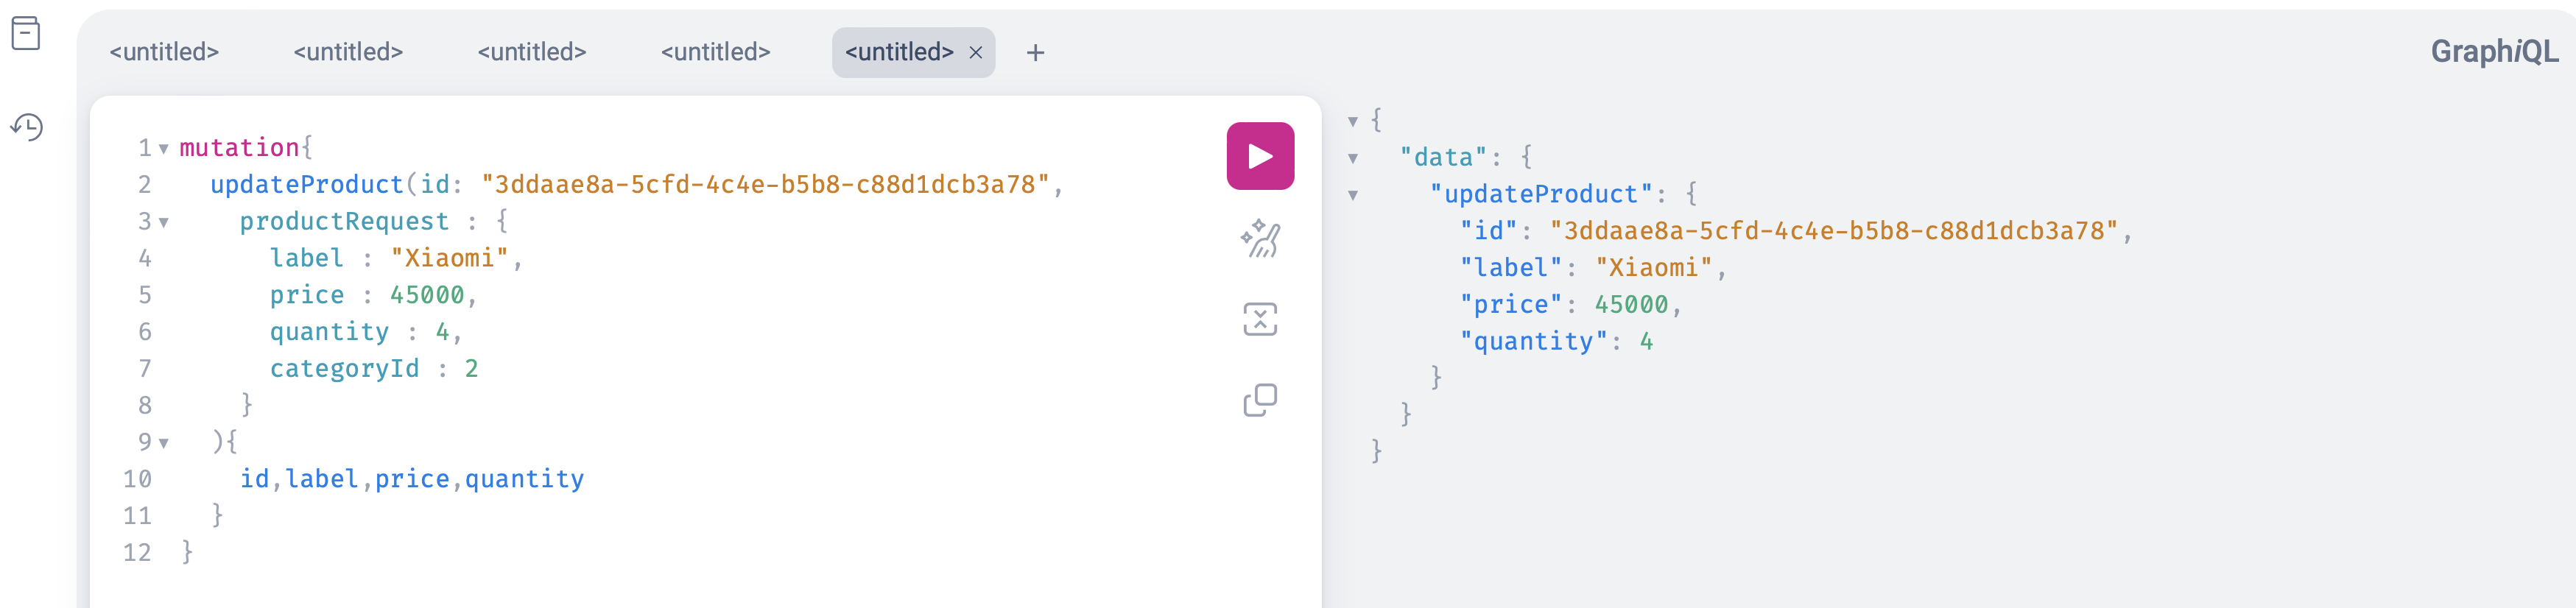 <untitled> <untitled> <untitled> <untitled> <untitled> × +
GraphiQL
1 mutation{
2 updateProduct(id: "3ddaae8a-5cfd-4c4e-b5b8-c88d1dcb3a78",
3 productRequest : {
4 label : "Xiaomi",
5 price : 45000,
6 quantity : 4,
7 categoryId : 2
8 }
9 ){
10 id,label,price,quantity
11 }
12 }
{
"data": {
"updateProduct": {
"id": "3ddaae8a-5cfd-4c4e-b5b8-c88d1dcb3a78",
"label": "Xiaomi",
"price": 45000,
"quantity": 4
}
}
}